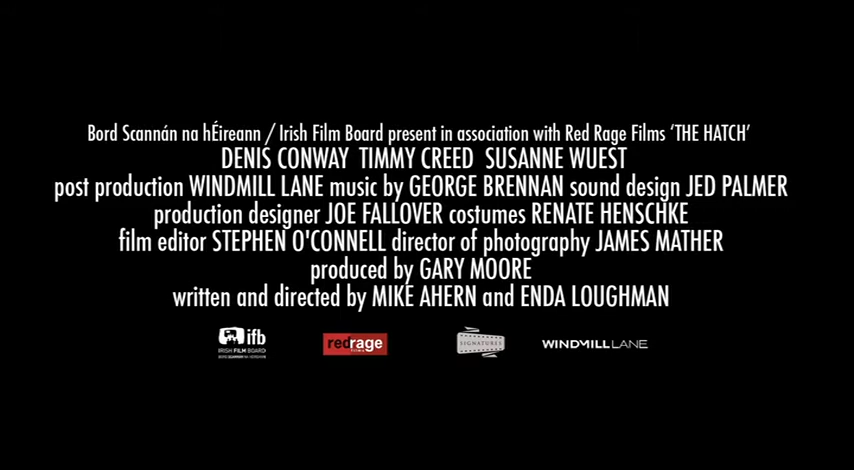 Bord Scannán na hÉireann / Irish Film Board present in association with Red Rage Films ‘THE HATCH’
DENIS CONWAY TIMMY CREED SUSANNE WUEST
post production WINDMILL LANE music by GEORGE BRENNAN sound design JED PALMER
production designer JOE FALLOVER costumes RENATE HENSCHKE
film editor STEPHEN O'CONNELL director of photography JAMES MATHER
produced by GARY MOORE
written and directed by MIKE AHERN and ENDA LOUGHMAN
ifb
IRISH FILM BOARD
redrage
FILMS
SIGNATURES
WINDMILLLANE